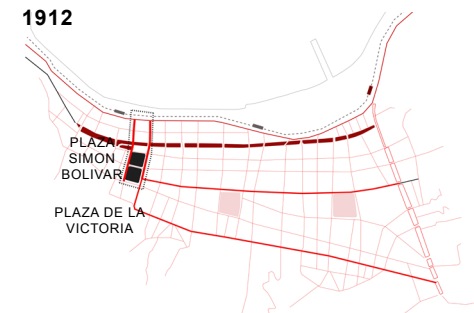 1912
PLAZA
SIMON
BOLIVAR
PLAZA DE LA
VICTORIA